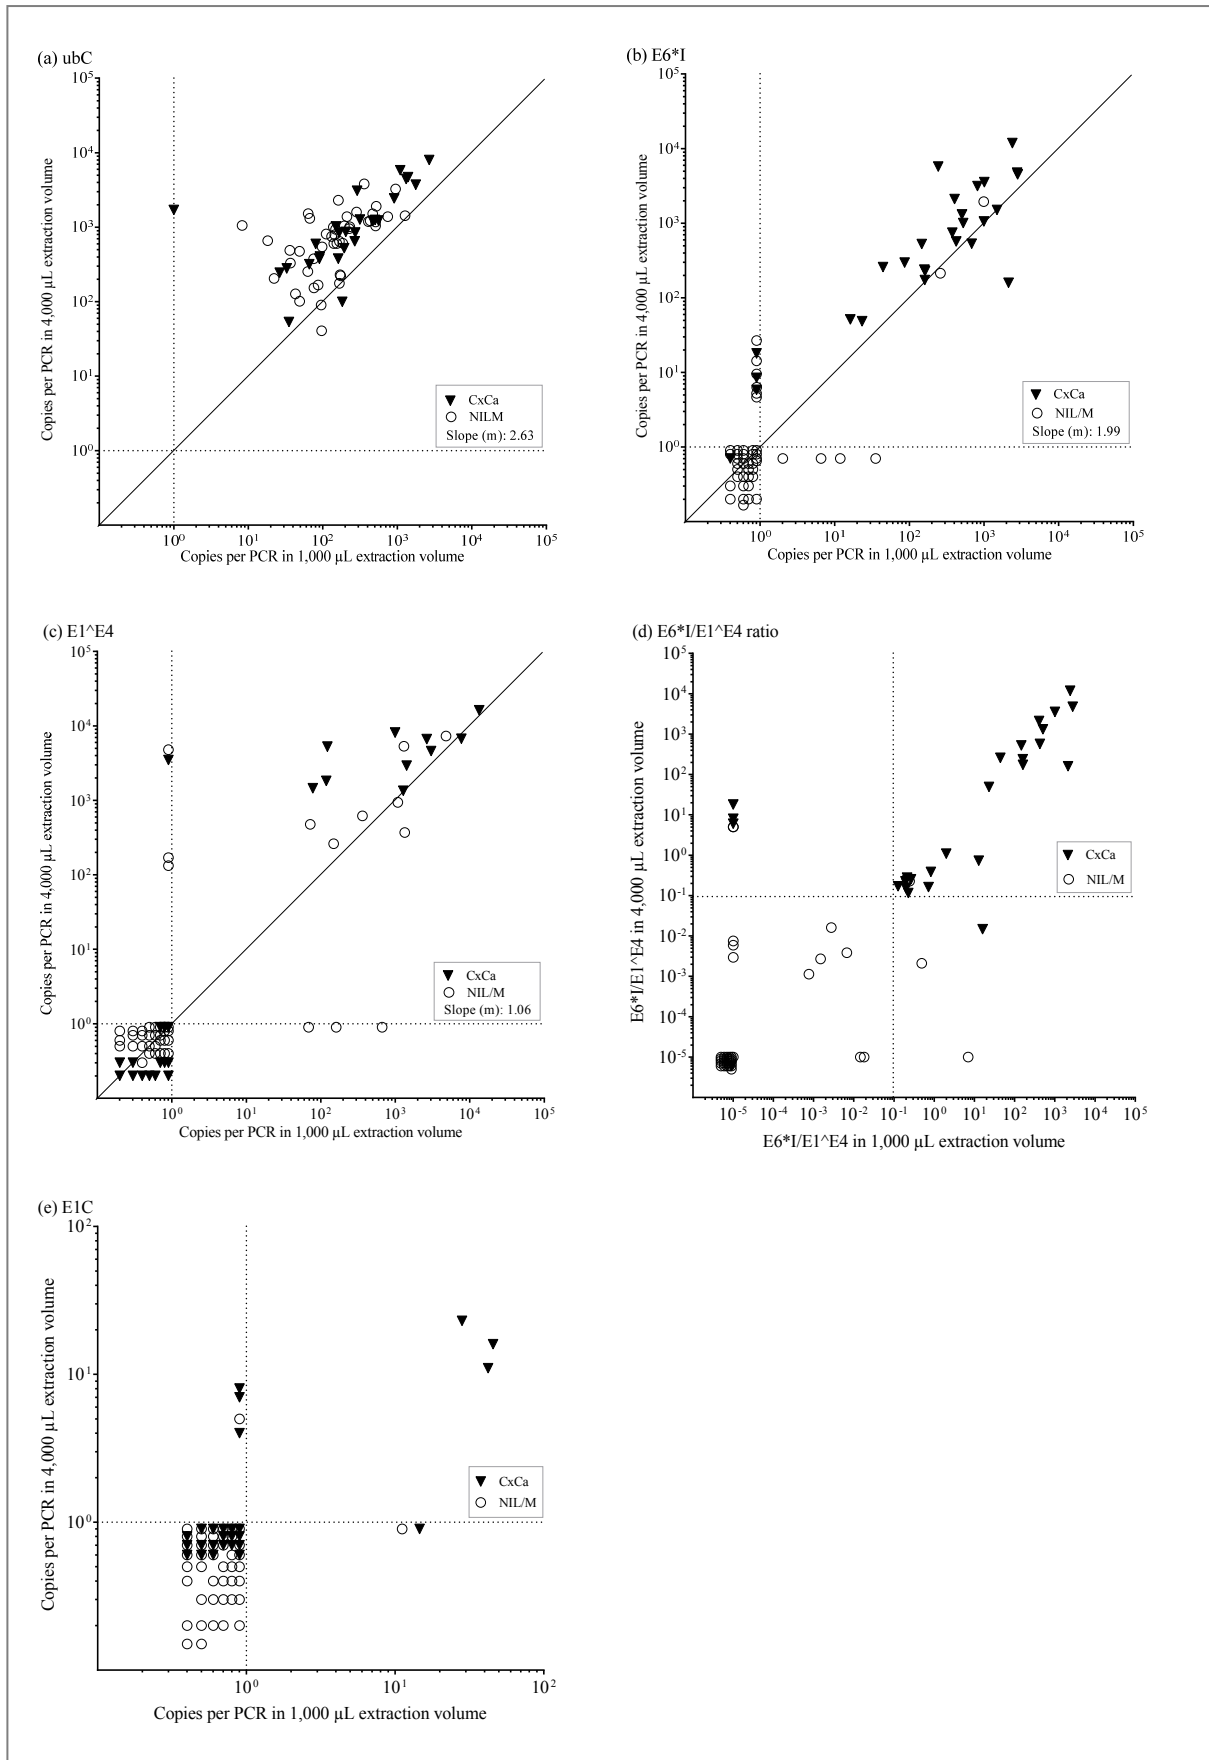 (a) ubC
10⁵
10⁴
10³
10²
10¹
10⁰
Copies per PCR in 4,000 µL extraction volume
CxCa
NILM
Slope (m): 2.63
10⁰ 10¹ 10² 10³ 10⁴ 10⁵
Copies per PCR in 1,000 µL extraction volume
(b) E6*I
10⁵
10⁴
10³
10²
10¹
10⁰
Copies per PCR in 4,000 µL extraction volume
CxCa
NIL/M
Slope (m): 1.99
10⁰ 10¹ 10² 10³ 10⁴ 10⁵
Copies per PCR in 1,000 µL extraction volume
(c) E1^E4
10⁵
10⁴
10³
10²
10¹
10⁰
Copies per PCR in 4,000 µL extraction volume
CxCa
NIL/M
Slope (m): 1.06
10⁰ 10¹ 10² 10³ 10⁴ 10⁵
Copies per PCR in 1,000 µL extraction volume
(d) E6*I/E1^E4 ratio
10⁵
10⁴
10³
10²
10¹
10⁰
10⁻¹
10⁻²
10⁻³
10⁻⁴
10⁻⁵
E6*I/E1^E4 in 4,000 µL extraction volume
CxCa
NIL/M
10⁻⁵ 10⁻⁴ 10⁻³ 10⁻² 10⁻¹ 10⁰ 10¹ 10² 10³ 10⁴ 10⁵
E6*I/E1^E4 in 1,000 µL extraction volume
(e) E1C
10²
10¹
10⁰
Copies per PCR in 4,000 µL extraction volume
CxCa
NIL/M
10⁰ 10¹ 10²
Copies per PCR in 1,000 µL extraction volume